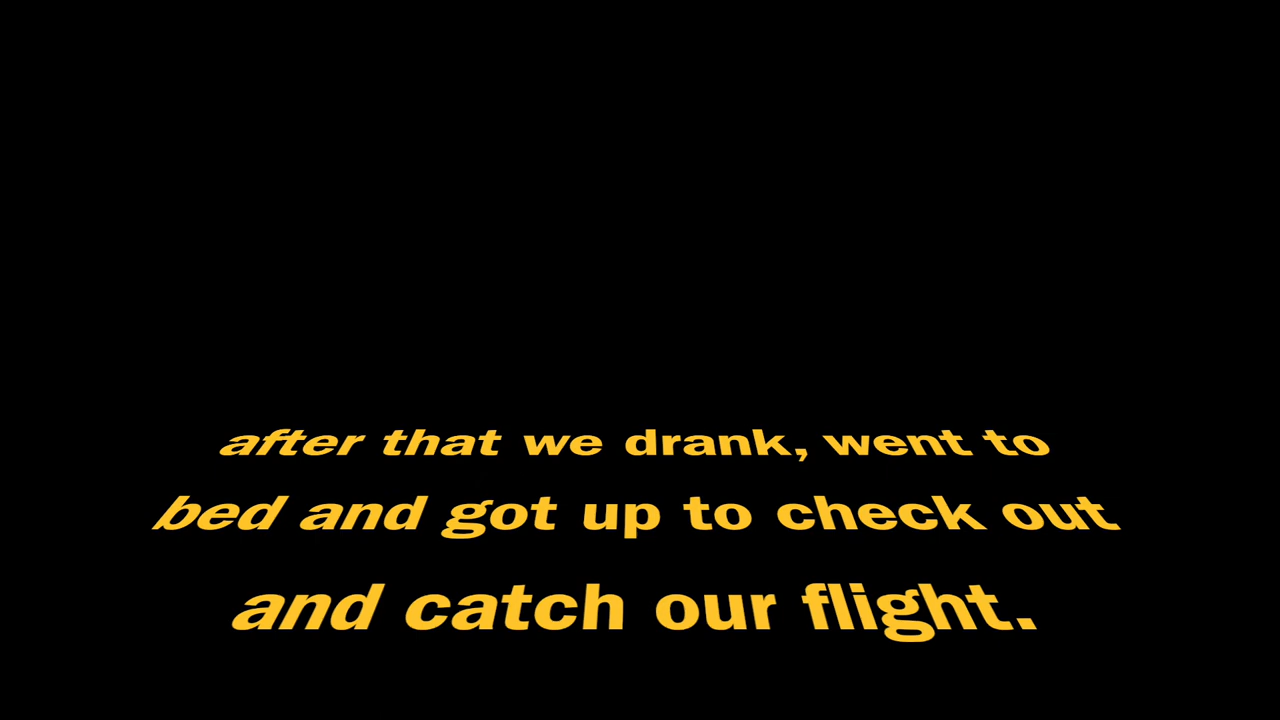 after that we drank, went to
bed and got up to check out
and catch our flight.